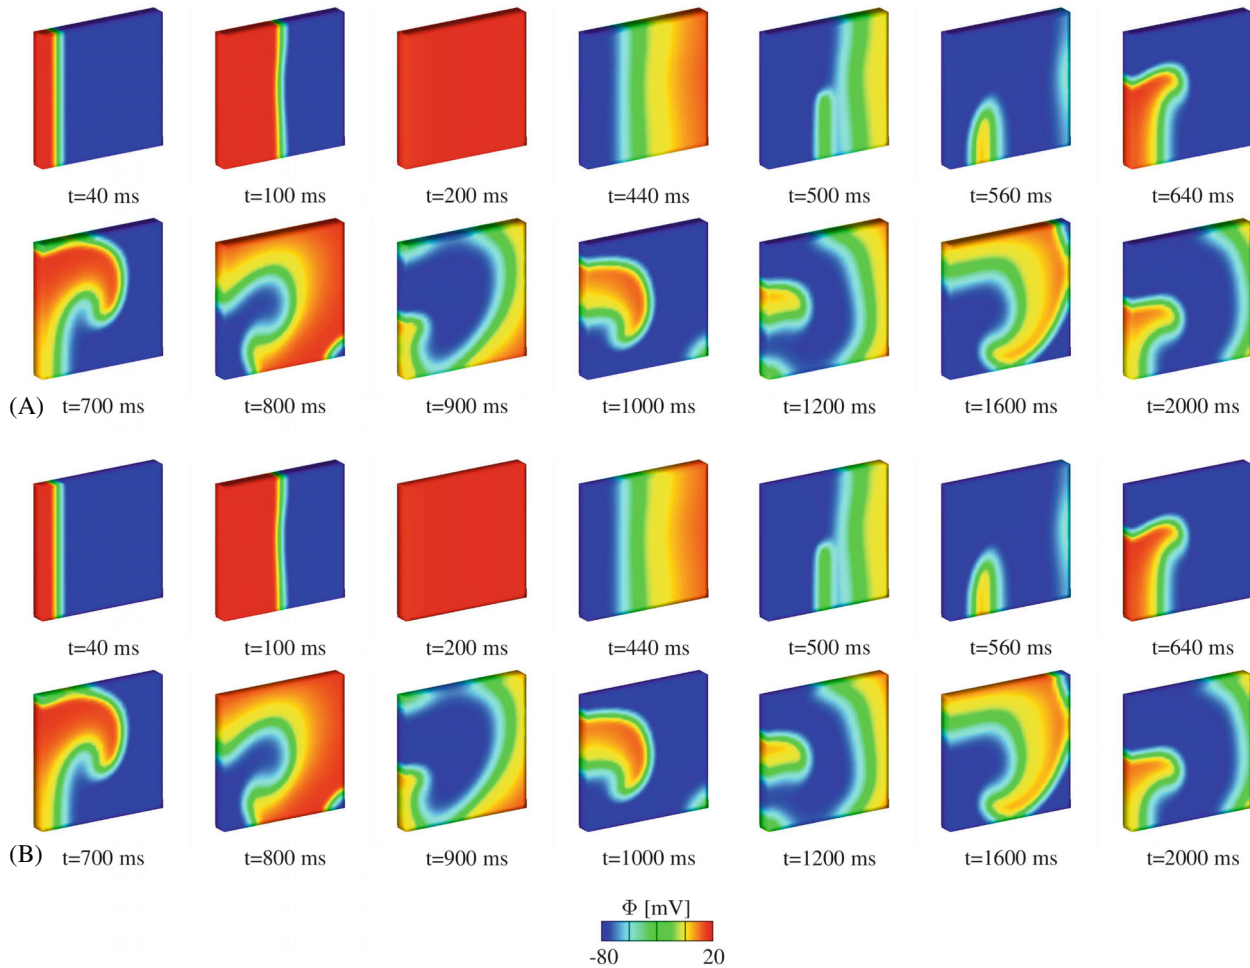 t=40 ms t=100 ms t=200 ms t=440 ms t=500 ms t=560 ms t=640 ms
(A) t=700 ms t=800 ms t=900 ms t=1000 ms t=1200 ms t=1600 ms t=2000 ms
t=40 ms t=100 ms t=200 ms t=440 ms t=500 ms t=560 ms t=640 ms
(B) t=700 ms t=800 ms t=900 ms t=1000 ms t=1200 ms t=1600 ms t=2000 ms
Φ [mV]
-80 20